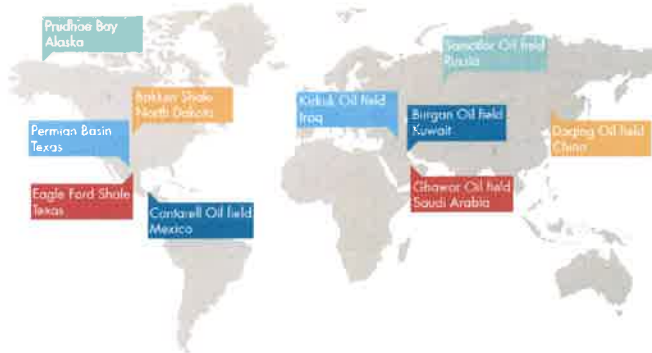 Prudhoe Bay
Alaska
Samotlor Oil field
Russia
Bakken Shale
North Dakota
Kirkuk Oil field
Iraq
Burgan Oil field
Kuwait
Daqing Oil field
China
Permian Basin
Texas
Eagle Ford Shale
Texas
Ghawar Oil field
Saudi Arabia
Cantarell Oil field
Mexico